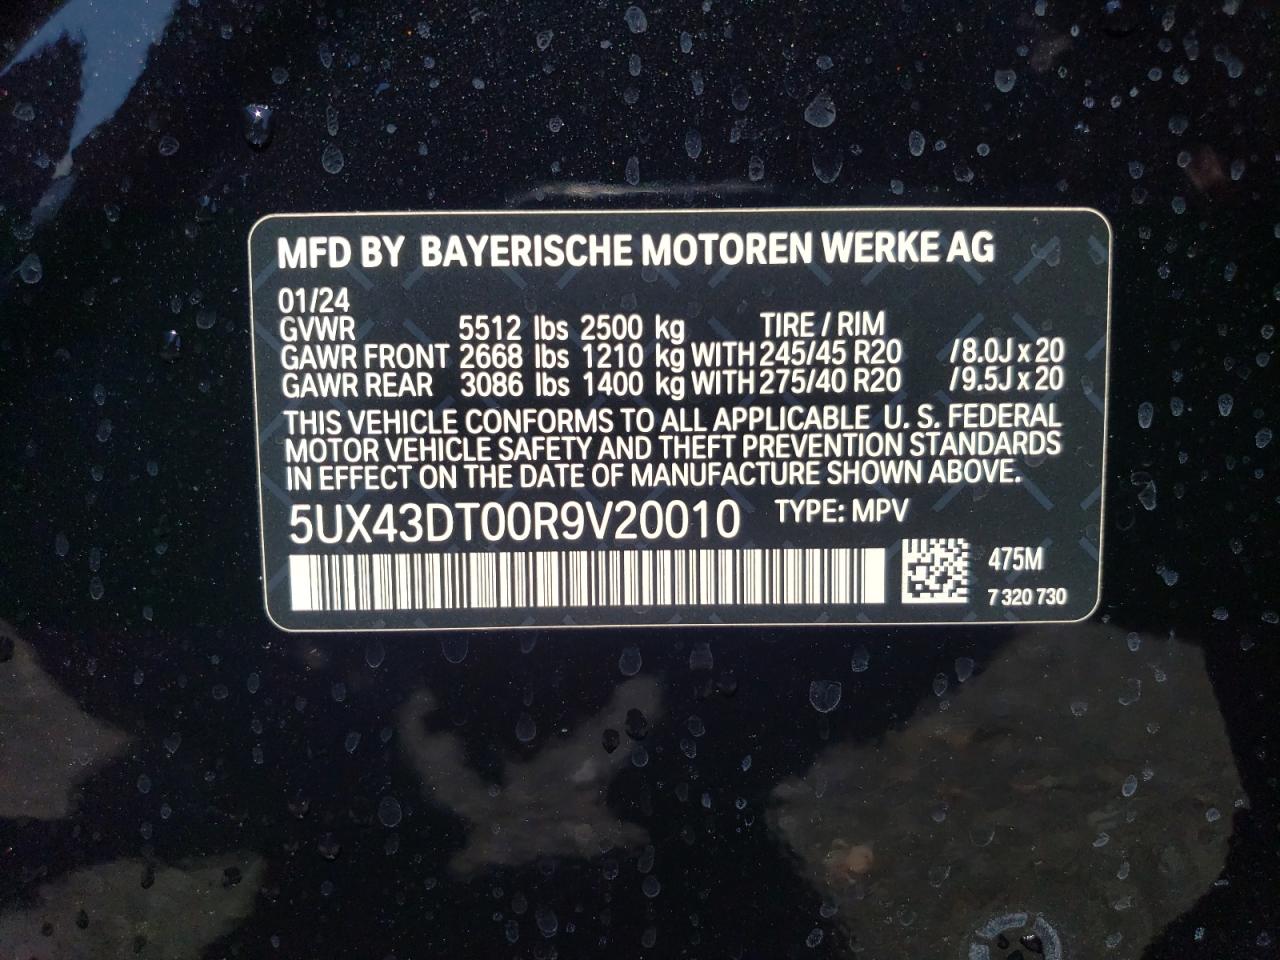 MFD BY BAYERISCHE MOTOREN WERKE AG
01/24
GVWR 5512 lbs 2500 kg TIRE / RIM
GAWR FRONT 2668 lbs 1210 kg WITH 245/45 R20 /8.0J x 20
GAWR REAR 3086 lbs 1400 kg WITH 275/40 R20 /9.5J x 20
THIS VEHICLE CONFORMS TO ALL APPLICABLE U. S. FEDERAL
MOTOR VEHICLE SAFETY AND THEFT PREVENTION STANDARDS
IN EFFECT ON THE DATE OF MANUFACTURE SHOWN ABOVE.
5UX43DT00R9V20010 TYPE: MPV
475M
7 320 730